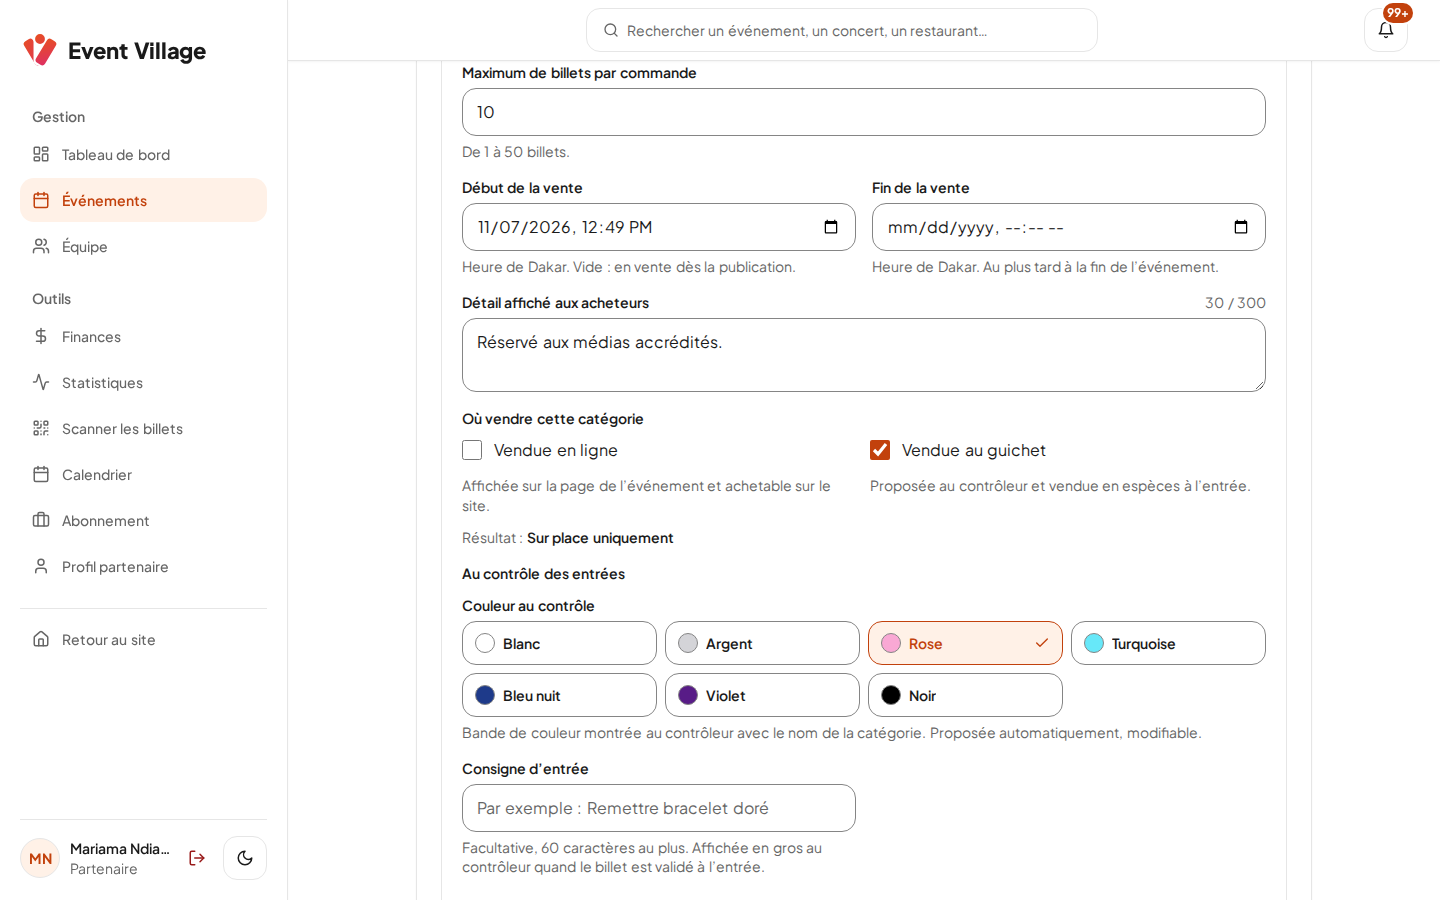 Event Village
Rechercher un événement, un concert, un restaurant...
99+
Gestion
Tableau de bord
Événements
Équipe
Outils
Finances
Statistiques
Scanner les billets
Calendrier
Abonnement
Profil partenaire
Retour au site
MN
Mariama Ndia...
Partenaire
Maximum de billets par commande
10
De 1 à 50 billets.
Début de la vente
Fin de la vente
11/07/2026, 12:49 PM
mm/dd/yyyy, --:-- --
Heure de Dakar. Vide : en vente dès la publication.
Heure de Dakar. Au plus tard à la fin de l’événement.
Détail affiché aux acheteurs
30 / 300
Réservé aux médias accrédités.
Où vendre cette catégorie
Vendue en ligne
Vendue au guichet
Affichée sur la page de l’événement et achetable sur le
site.
Proposée au contrôleur et vendue en espèces à l’entrée.
Résultat : Sur place uniquement
Au contrôle des entrées
Couleur au contrôle
Blanc
Argent
Rose
Turquoise
Bleu nuit
Violet
Noir
Bande de couleur montrée au contrôleur avec le nom de la catégorie. Proposée automatiquement, modifiable.
Consigne d’entrée
Par exemple : Remettre bracelet doré
Facultative, 60 caractères au plus. Affichée en gros au
contrôleur quand le billet est validé à l’entrée.